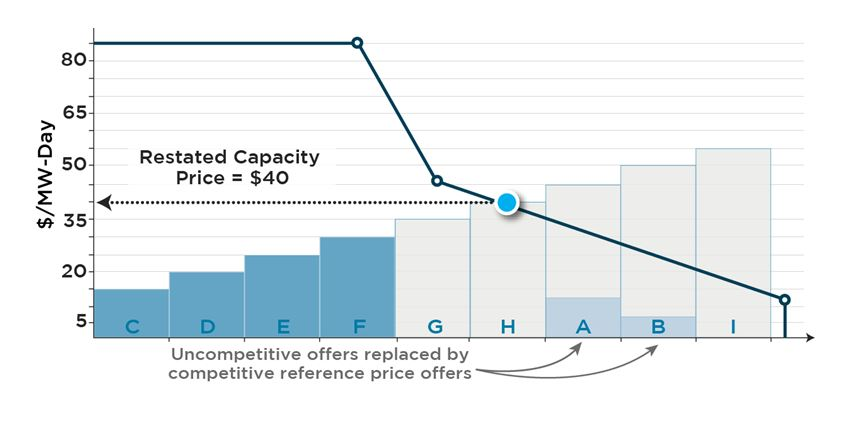 $/MW-Day
80
65
50
35
20
5
Restated Capacity
Price = $40
C D E F G H A B I
Uncompetitive offers replaced by
competitive reference price offers